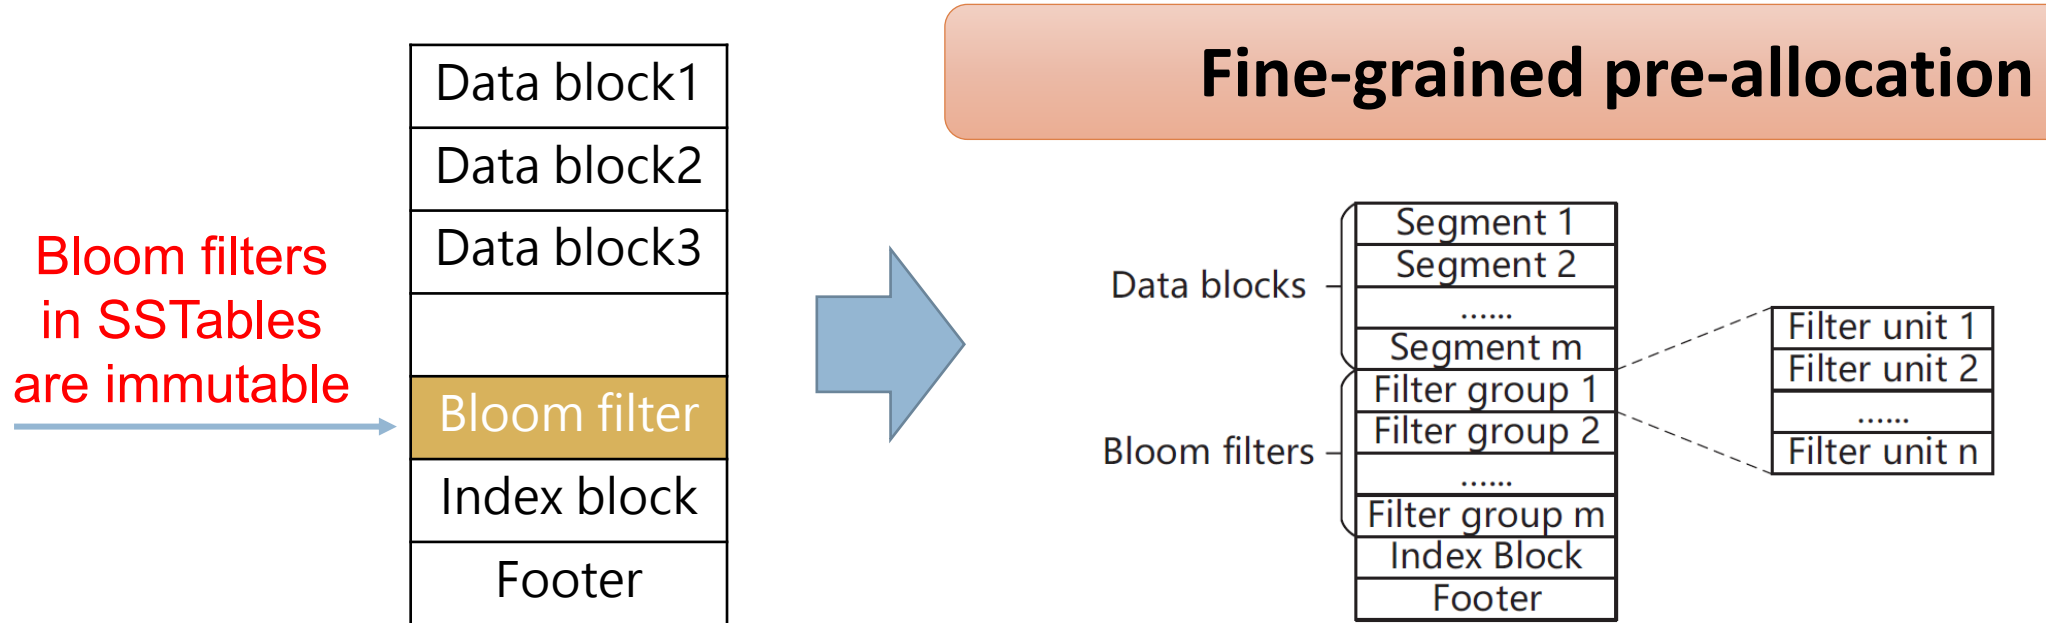 Fine-grained pre-allocation
Bloom filters
in SSTables
are immutable
Data block1
Data block2
Data block3
Bloom filter
Index block
Footer
Data blocks
Bloom filters
Segment 1
Segment 2
......
Segment m
Filter group 1
Filter group 2
......
Filter group m
Index Block
Footer
Filter unit 1
Filter unit 2
......
Filter unit n